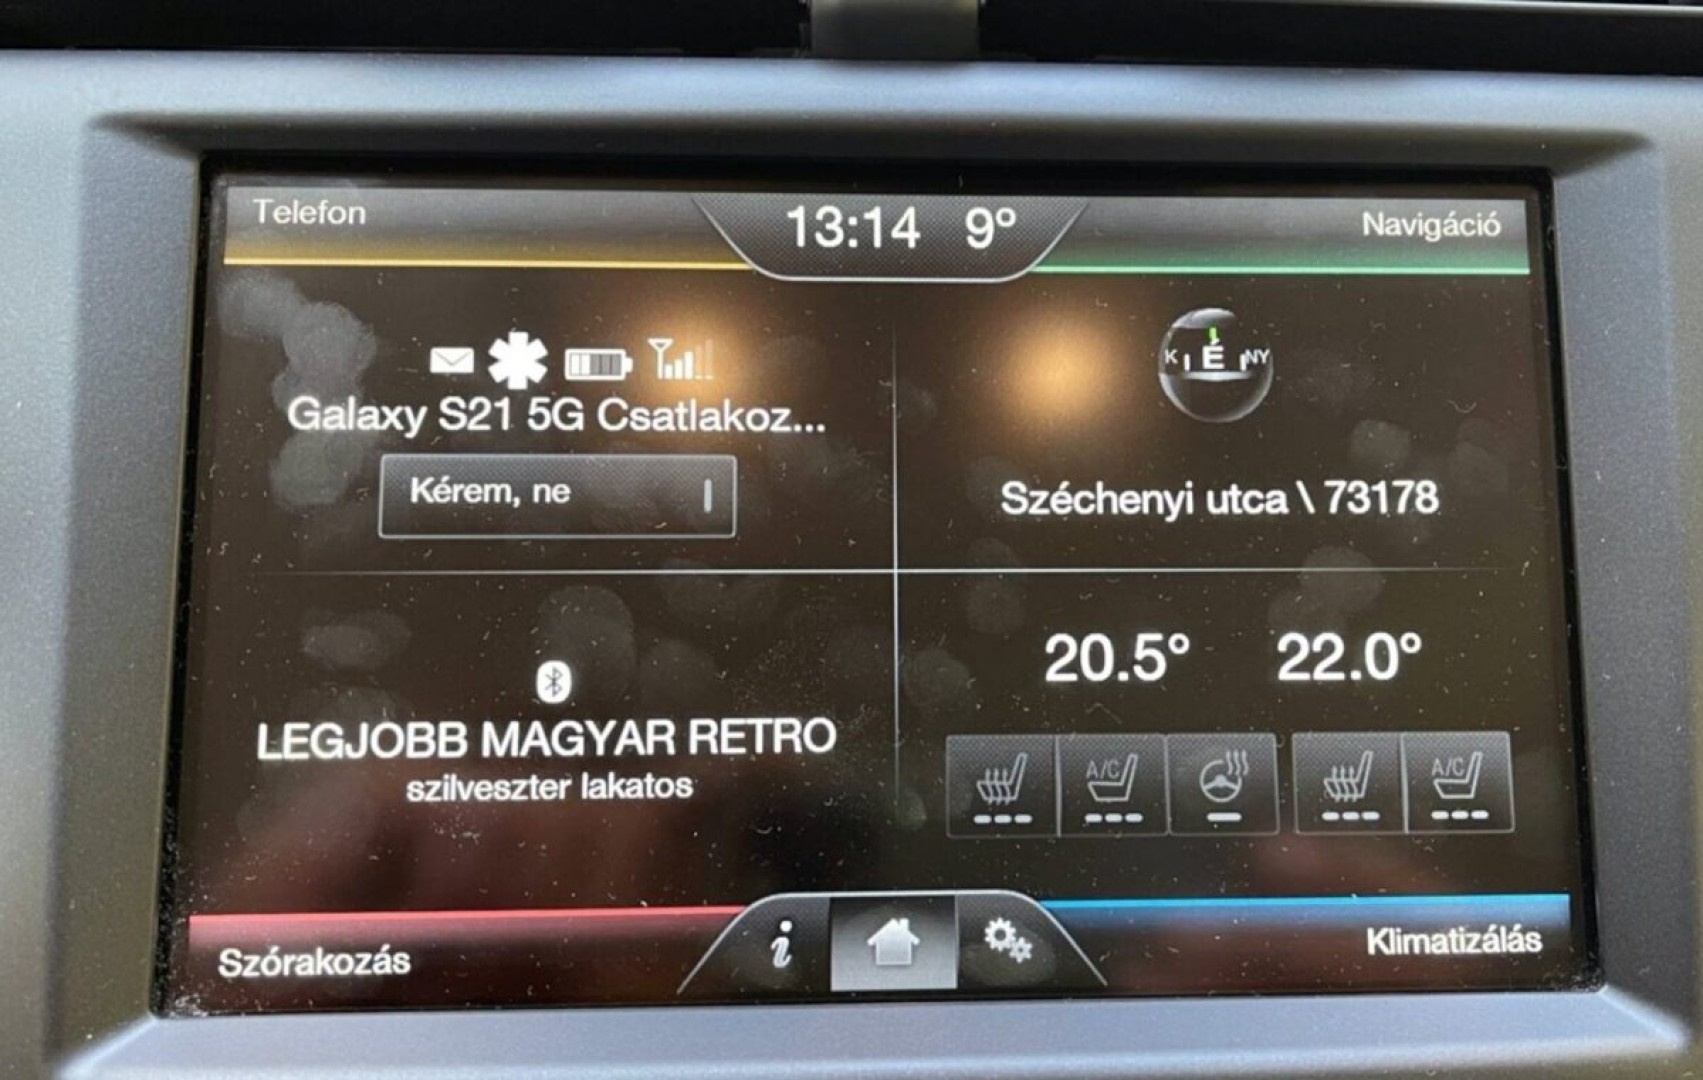 Telefon
13:14 9°
Navigáció
K É NY
Galaxy S21 5G Csatlakoz...
Kérem, ne
Széchenyi utca \ 73178
20.5° 22.0°
LEGJOBB MAGYAR RETRO
szilveszter lakatos
A/C A/C
Szórakozás
i
Klimatizálás